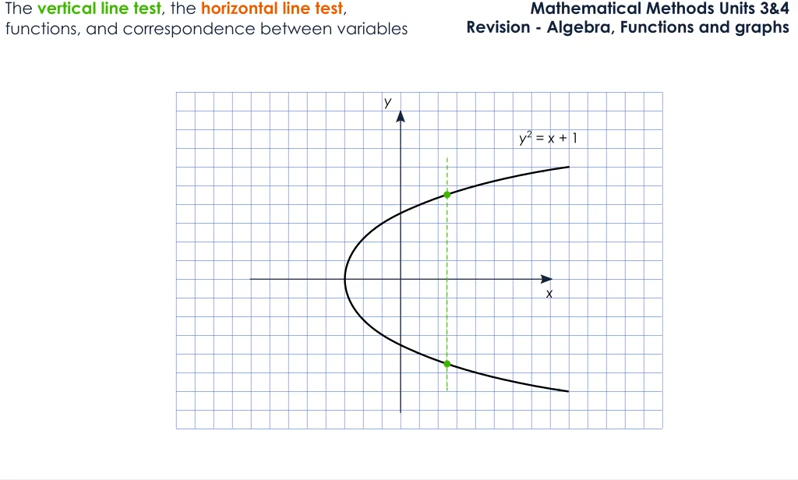 The vertical line test, the horizontal line test,
functions, and correspondence between variables
Mathematical Methods Units 3&4
Revision - Algebra, Functions and graphs
y
y² = x + 1
x